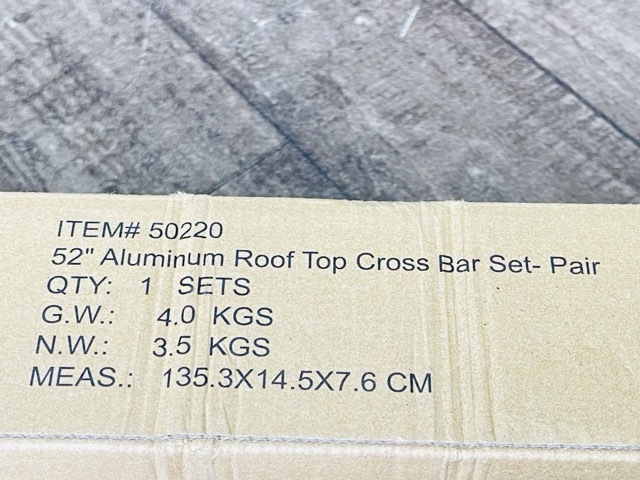 ITEM# 50220
52" Aluminum Roof Top Cross Bar Set- Pair
QTY: 1 SETS
G.W.: 4.0 KGS
N.W.: 3.5 KGS
MEAS.: 135.3X14.5X7.6 CM